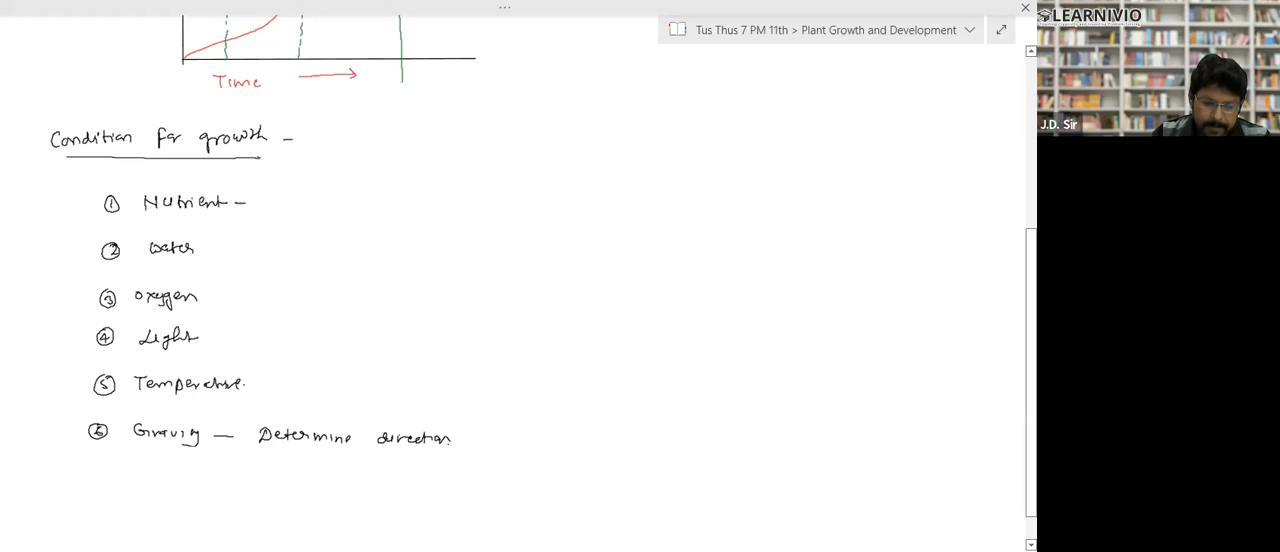 Tus Thus 7 PM 11th > Plant Growth and Development
LEARNIVIO
J.D. Sir
Time
Condition for growth -
1 Nutrient -
2 Water
3 Oxygen
4 Light
5 Temperature.
6 Gravity — Determine direction